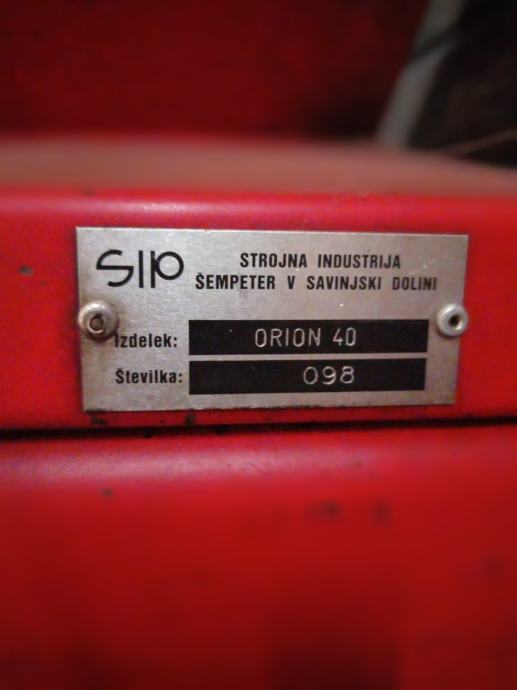 SIP
STROJNA INDUSTRIJA
ŠEMPETER V SAVINJSKI DOLINI
Izdelek: ORION 40
Številka: 098